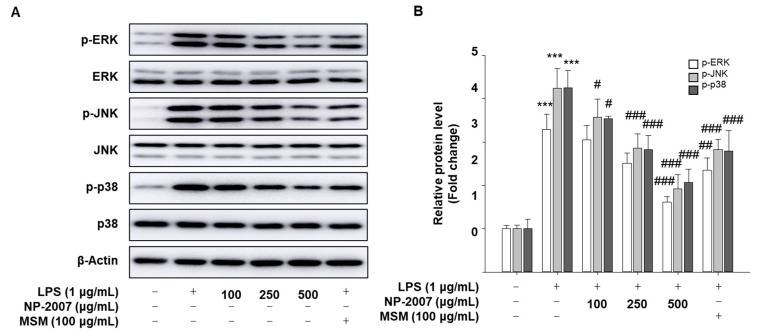 A
p-ERK
ERK
p-JNK
JNK
p-p38
p38
β-Actin
LPS (1 μg/mL) − + 100 250 500 +
NP-2007 (μg/mL) − − − − − −
MSM (100 μg/mL) − − − − − +
B
Relative protein level
(Fold change)
5
4
3
2
1
0
p-ERK
p-JNK
p-p38
*** *** ***
# #
### ###
### ### ###
## ### ###
LPS (1 μg/mL) − + + + + +
NP-2007 (μg/mL) − − 100 250 500 −
MSM (100 μg/mL) − − − − − +